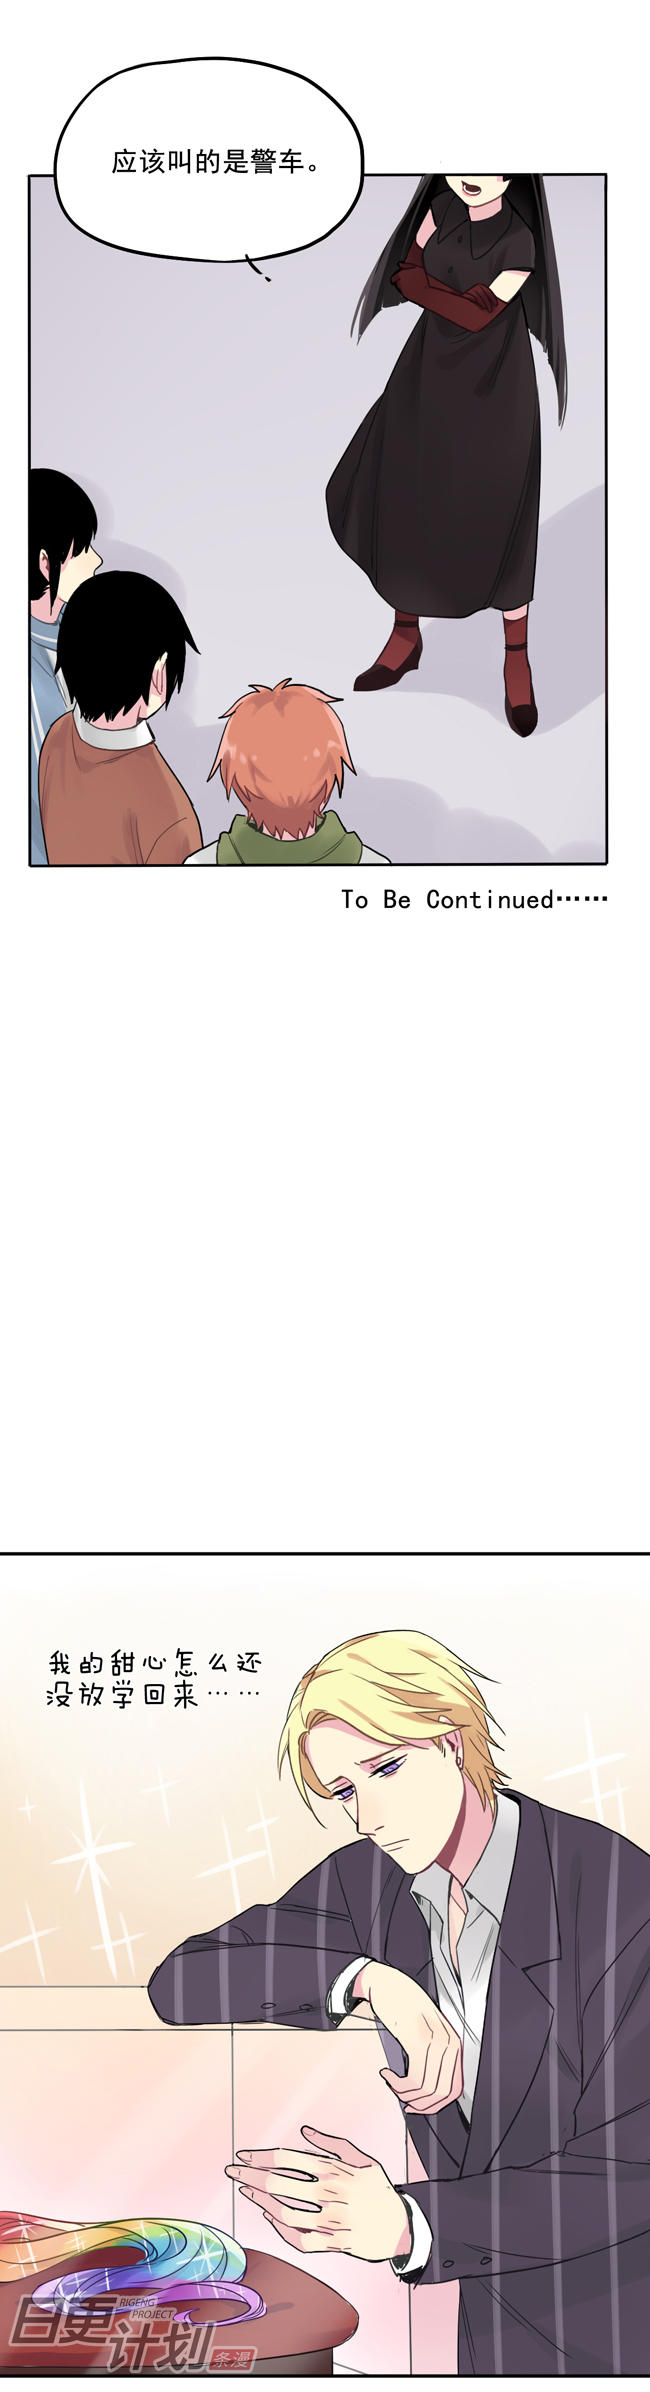 应该叫的是警车。
To Be Continued……
我的甜心怎么还
没放学回来……
日更
RIGENG
PROJECT
计划
条漫